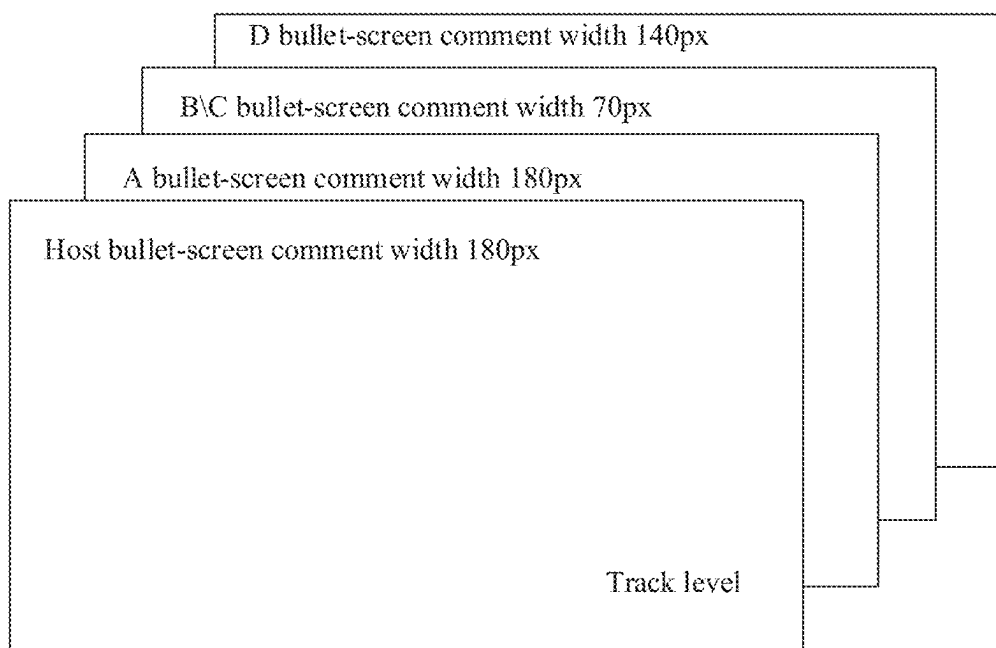 D bullet-screen comment width 140px
B\C bullet-screen comment width 70px
A bullet-screen comment width 180px
Host bullet-screen comment width 180px
Track level